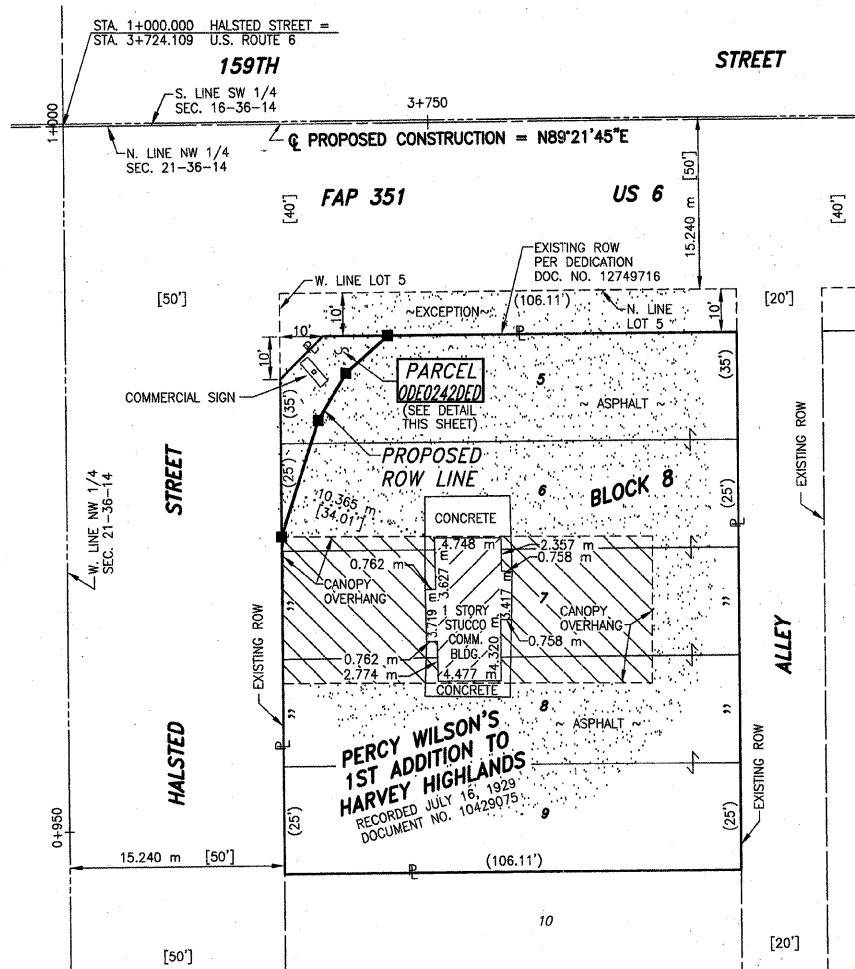 STA. 1+000.000 HALSTED STREET =
STA. 3+724.109 U.S. ROUTE 6
159TH
STREET
S. LINE SW 1/4
SEC. 16-36-14
3+750
1+000
N. LINE NW 1/4
SEC. 21-36-14
℄ PROPOSED CONSTRUCTION = N89°21'45"E
[40']
FAP 351
US 6
15.240 m [50']
[40']
EXISTING ROW
PER DEDICATION
DOC. NO. 12749716
W. LINE LOT 5
[50']
10'
~EXCEPTION~
(106.11')
N. LINE
LOT 5
10'
[20']
10'
10'
PARCEL
0DE0242DED
(SEE DETAIL
THIS SHEET)
5
(35')
COMMERCIAL SIGN
(35')
~ ASPHALT ~
EXISTING ROW
PROPOSED
ROW LINE
STREET
(25')
6
BLOCK 8
(25')
W. LINE NW 1/4
SEC. 21-36-14
10.365 m
[34.01']
CONCRETE
4.748 m
2.357 m
0.762 m
0.758 m
3.627 m
CANOPY
OVERHANG
3.417 m
7
CANOPY
OVERHANG
1 STORY
STUCCO
COMM.
BLDG.
3.719 m
0.758 m
4.320 m
ALLEY
0.762 m
2.774 m
4.477 m
EXISTING ROW
CONCRETE
8
~ ASPHALT ~
HALSTED
PERCY WILSON'S
1ST ADDITION TO
HARVEY HIGHLANDS
RECORDED JULY 16, 1929
DOCUMENT NO. 10429075
EXISTING ROW
9
0+950
(25')
(25')
15.240 m [50']
(106.11')
10
[50']
[20']